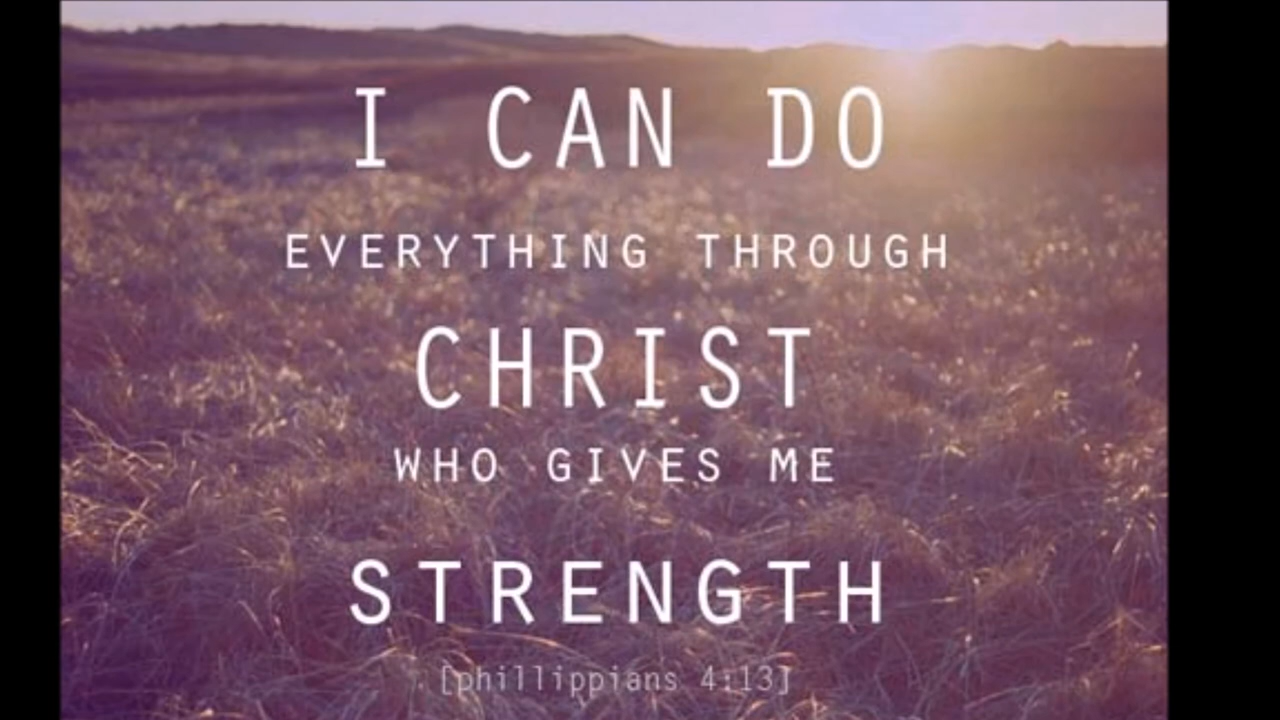 I CAN DO
EVERYTHING THROUGH
CHRIST
WHO GIVES ME
STRENGTH
[phillippians 4:13]